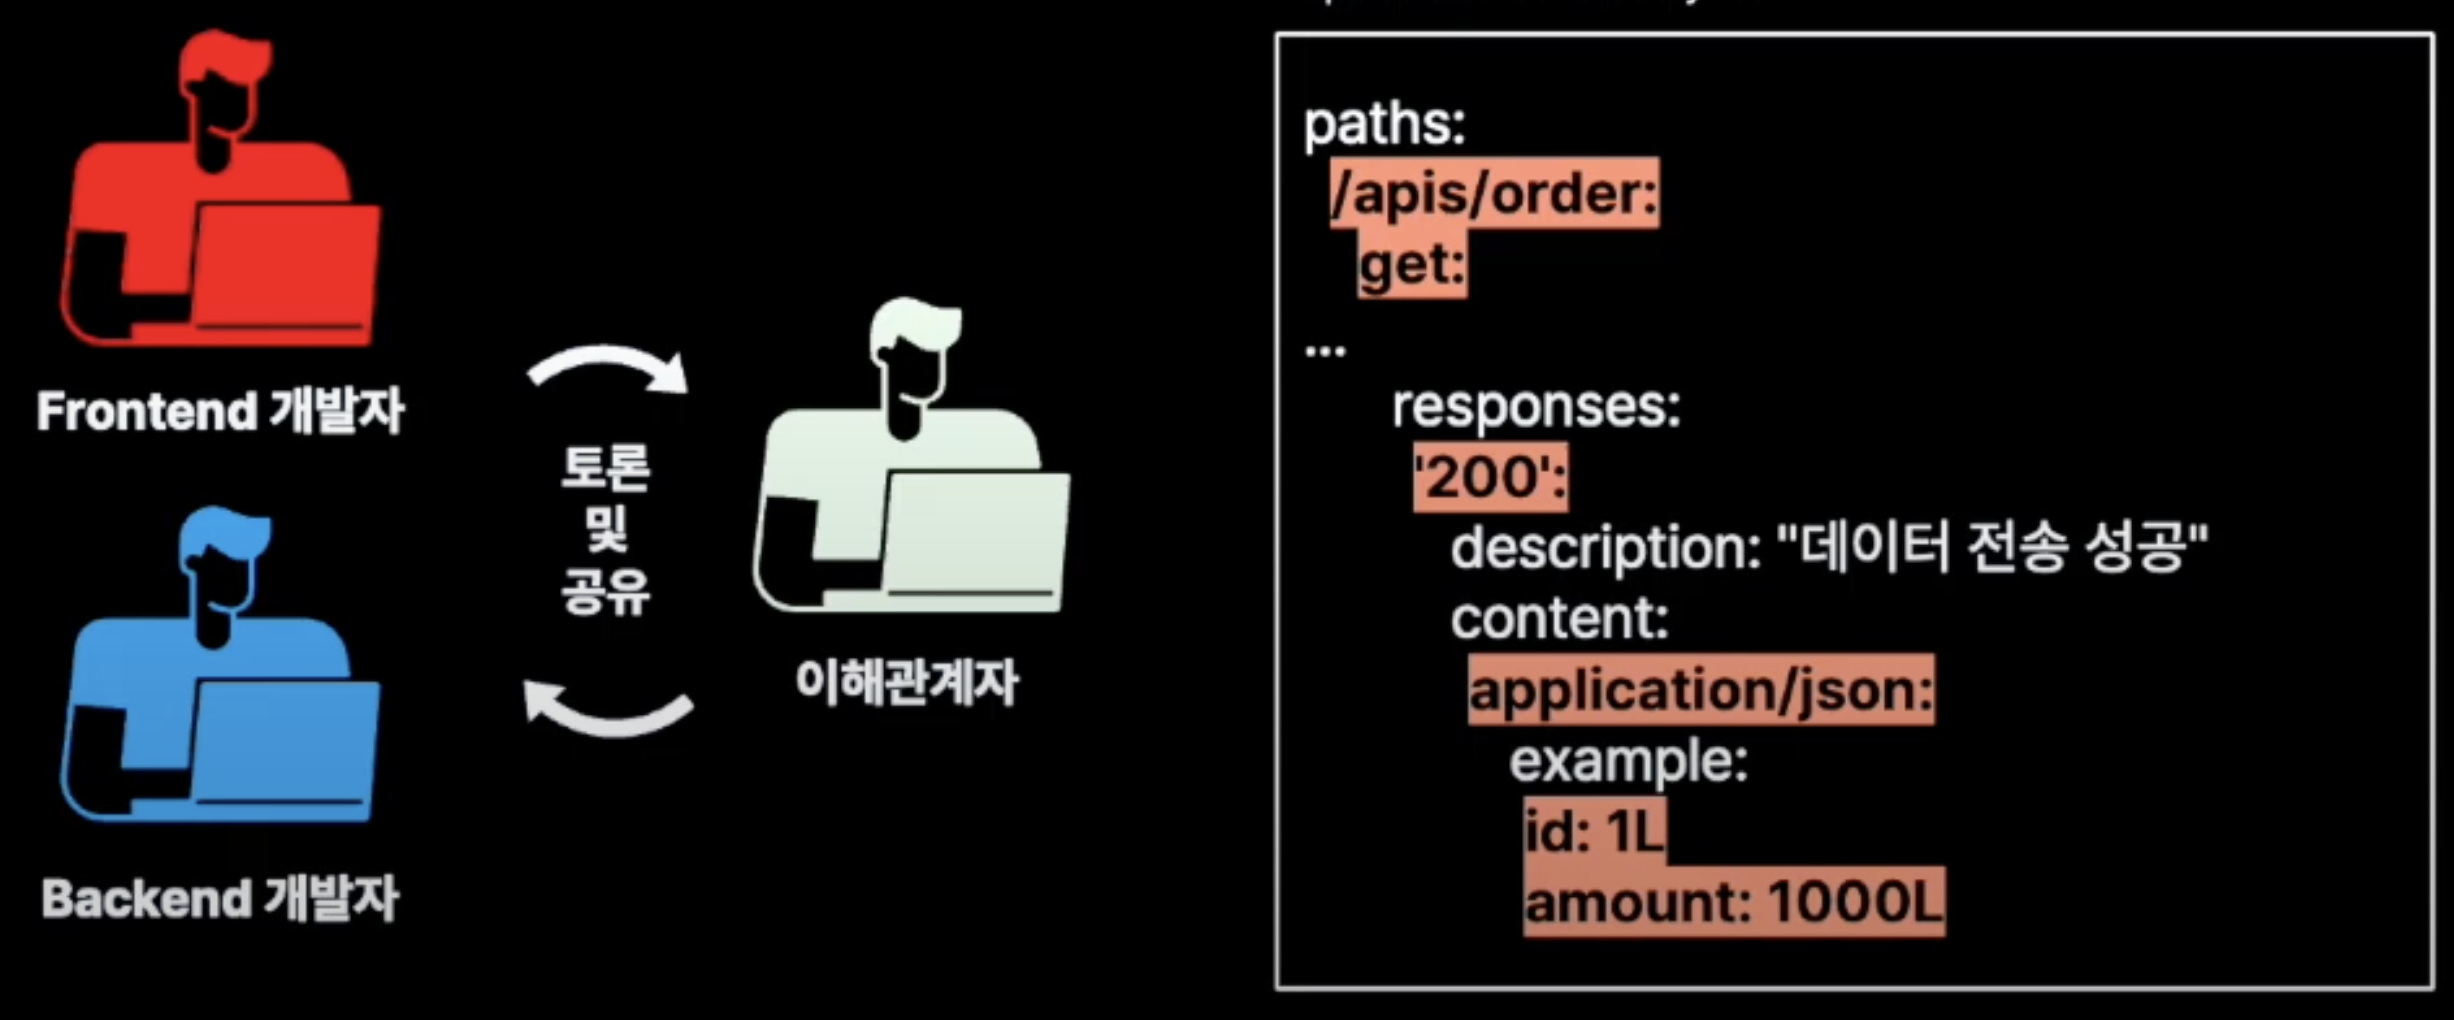 Frontend 개발자
토론
및
공유
이해관계자
Backend 개발자
paths:
/apis/order:
get:
...
responses:
'200':
description: "데이터 전송 성공"
content:
application/json:
example:
id: 1L
amount: 1000L